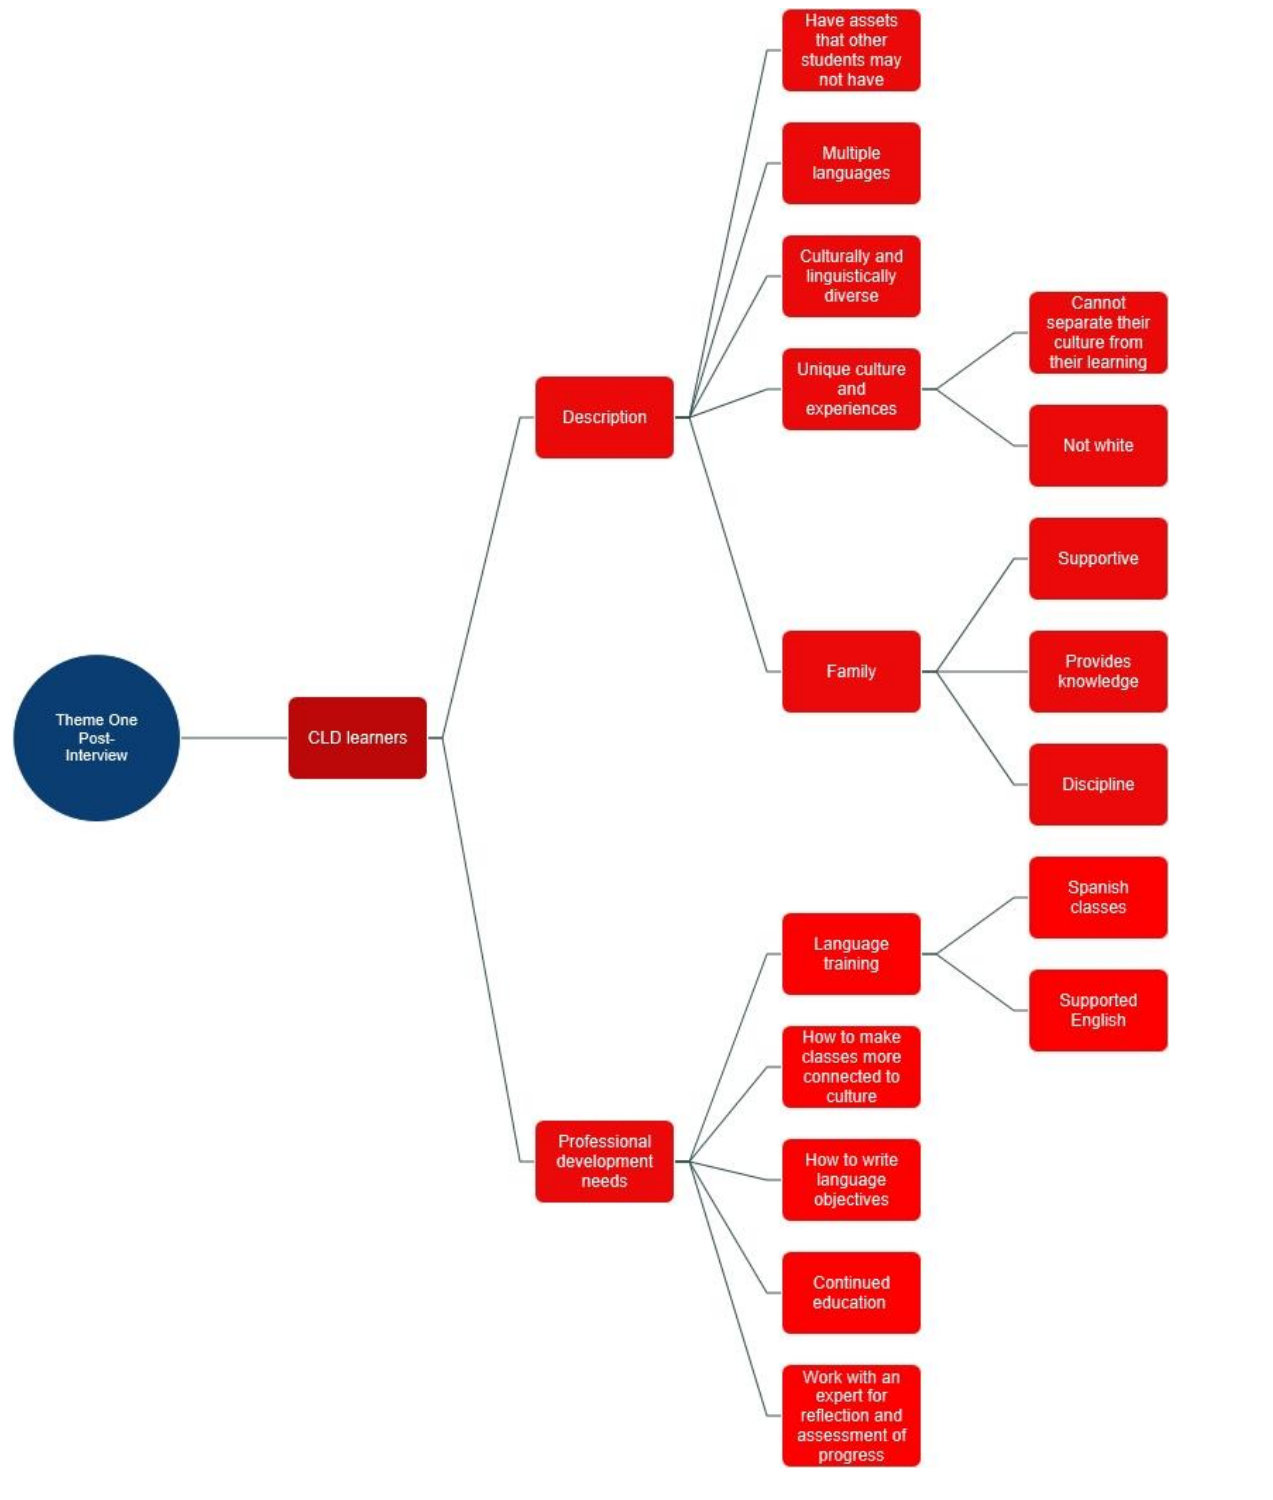 Have assets
that other
students may
not have
Multiple
languages
Culturally and
linguistically
diverse
Cannot
separate their
culture from
their learning
Unique culture
and
experiences
Description
Not white
Supportive
Family
Provides
knowledge
Theme One
Post-
Interview
CLD learners
Discipline
Spanish
classes
Language
training
Supported
English
How to make
classes more
connected to
culture
Professional
development
needs
How to write
language
objectives
Continued
education
Work with an
expert for
reflection and
assessment of
progress